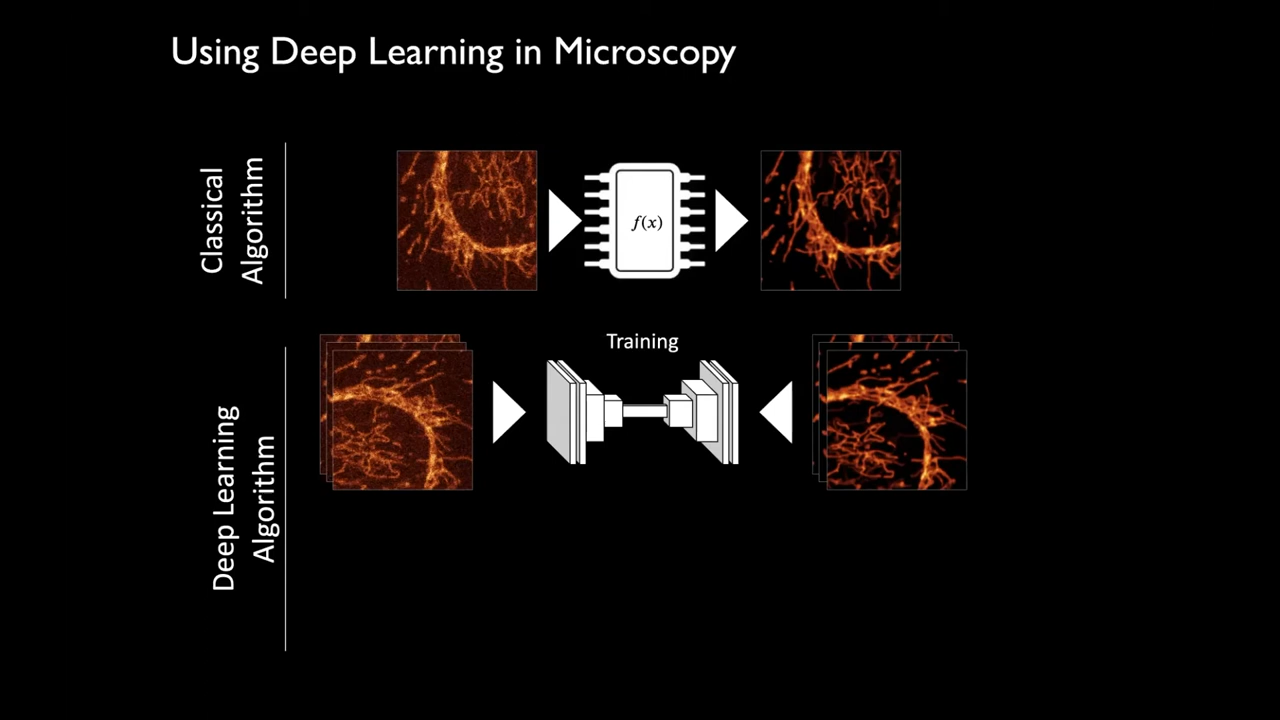 Using Deep Learning in Microscopy
Classical
Algorithm
f(x)
Training
Deep Learning
Algorithm